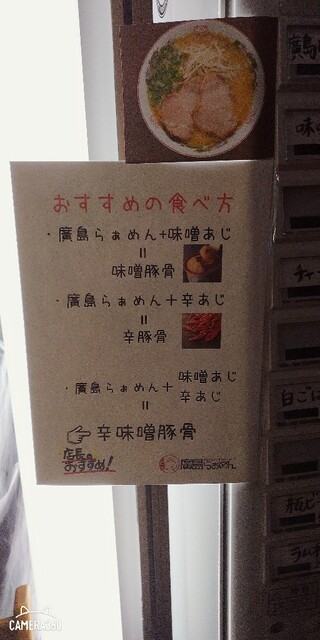 おすすめの食べ方
・廣島らぁめん+味噌あじ
=
味噌豚骨
・廣島らぁめん+辛あじ
=
辛豚骨
・廣島らぁめん+ 味噌あじ
辛あじ
=
辛味噌豚骨
店長の
おすすめ!
CAMERA360